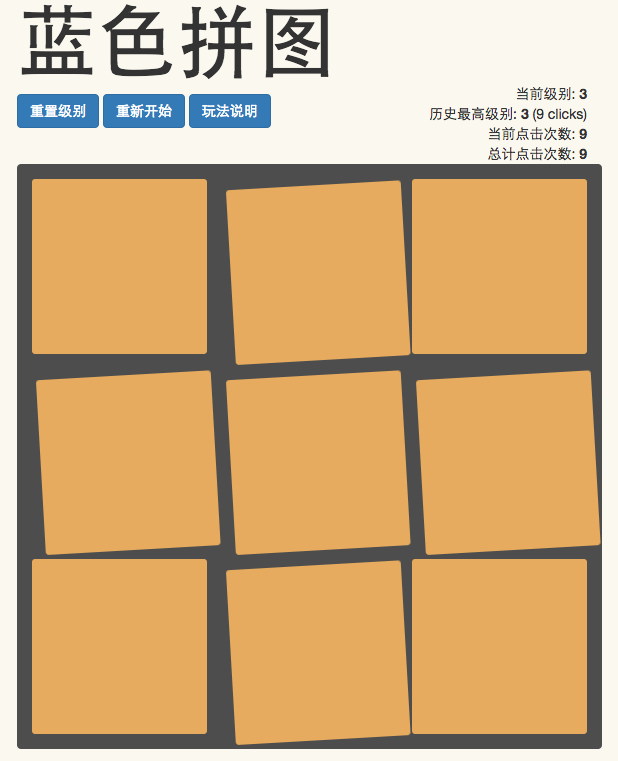 蓝色拼图
重置级别 重新开始 玩法说明
当前级别: 3
历史最高级别: 3 (9 clicks)
当前点击次数: 9
总计点击次数: 9